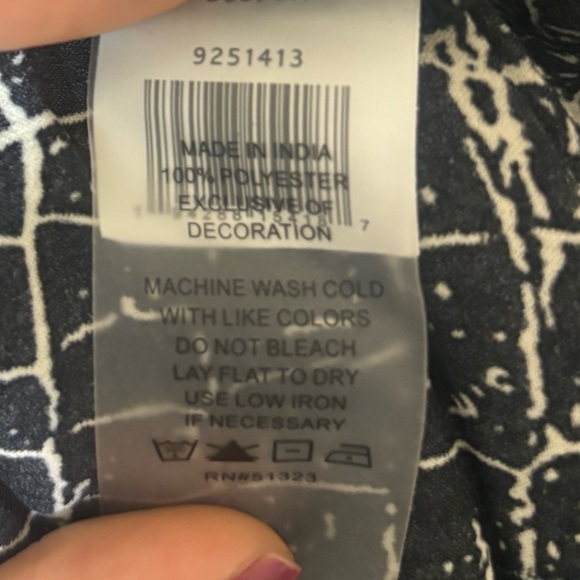 9251413
MADE IN INDIA
100% POLYESTER
EXCLUSIVE OF
DECORATION
7
MACHINE WASH COLD
WITH LIKE COLORS
DO NOT BLEACH
LAY FLAT TO DRY
USE LOW IRON
IF NECESSARY
RN#51323